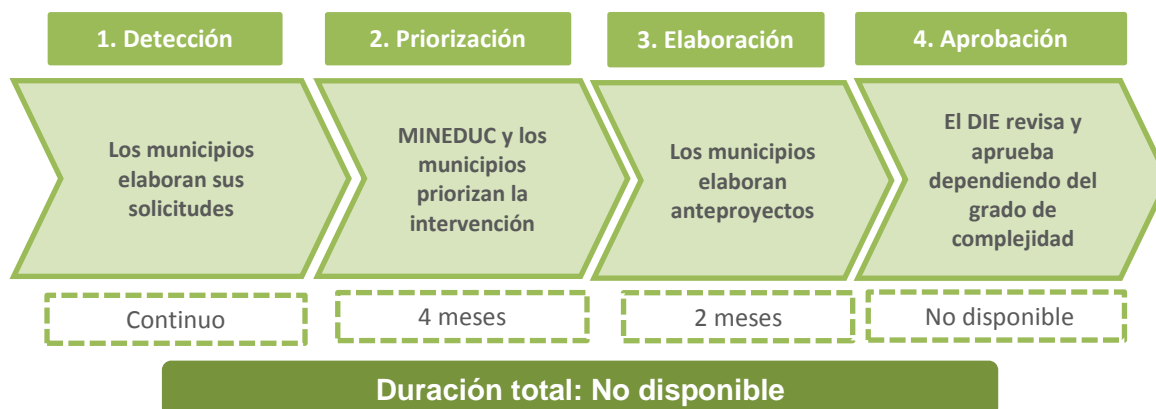 1. Detección
2. Priorización
3. Elaboración
4. Aprobación
Los municipios
elaboran sus
solicitudes
MINEDUC y los
municipios
priorizan la
intervención
Los municipios
elaboran
anteproyectos
El DIE revisa y
aprueba
dependiendo del
grado de
complejidad
Continuo
4 meses
2 meses
No disponible
Duración total: No disponible